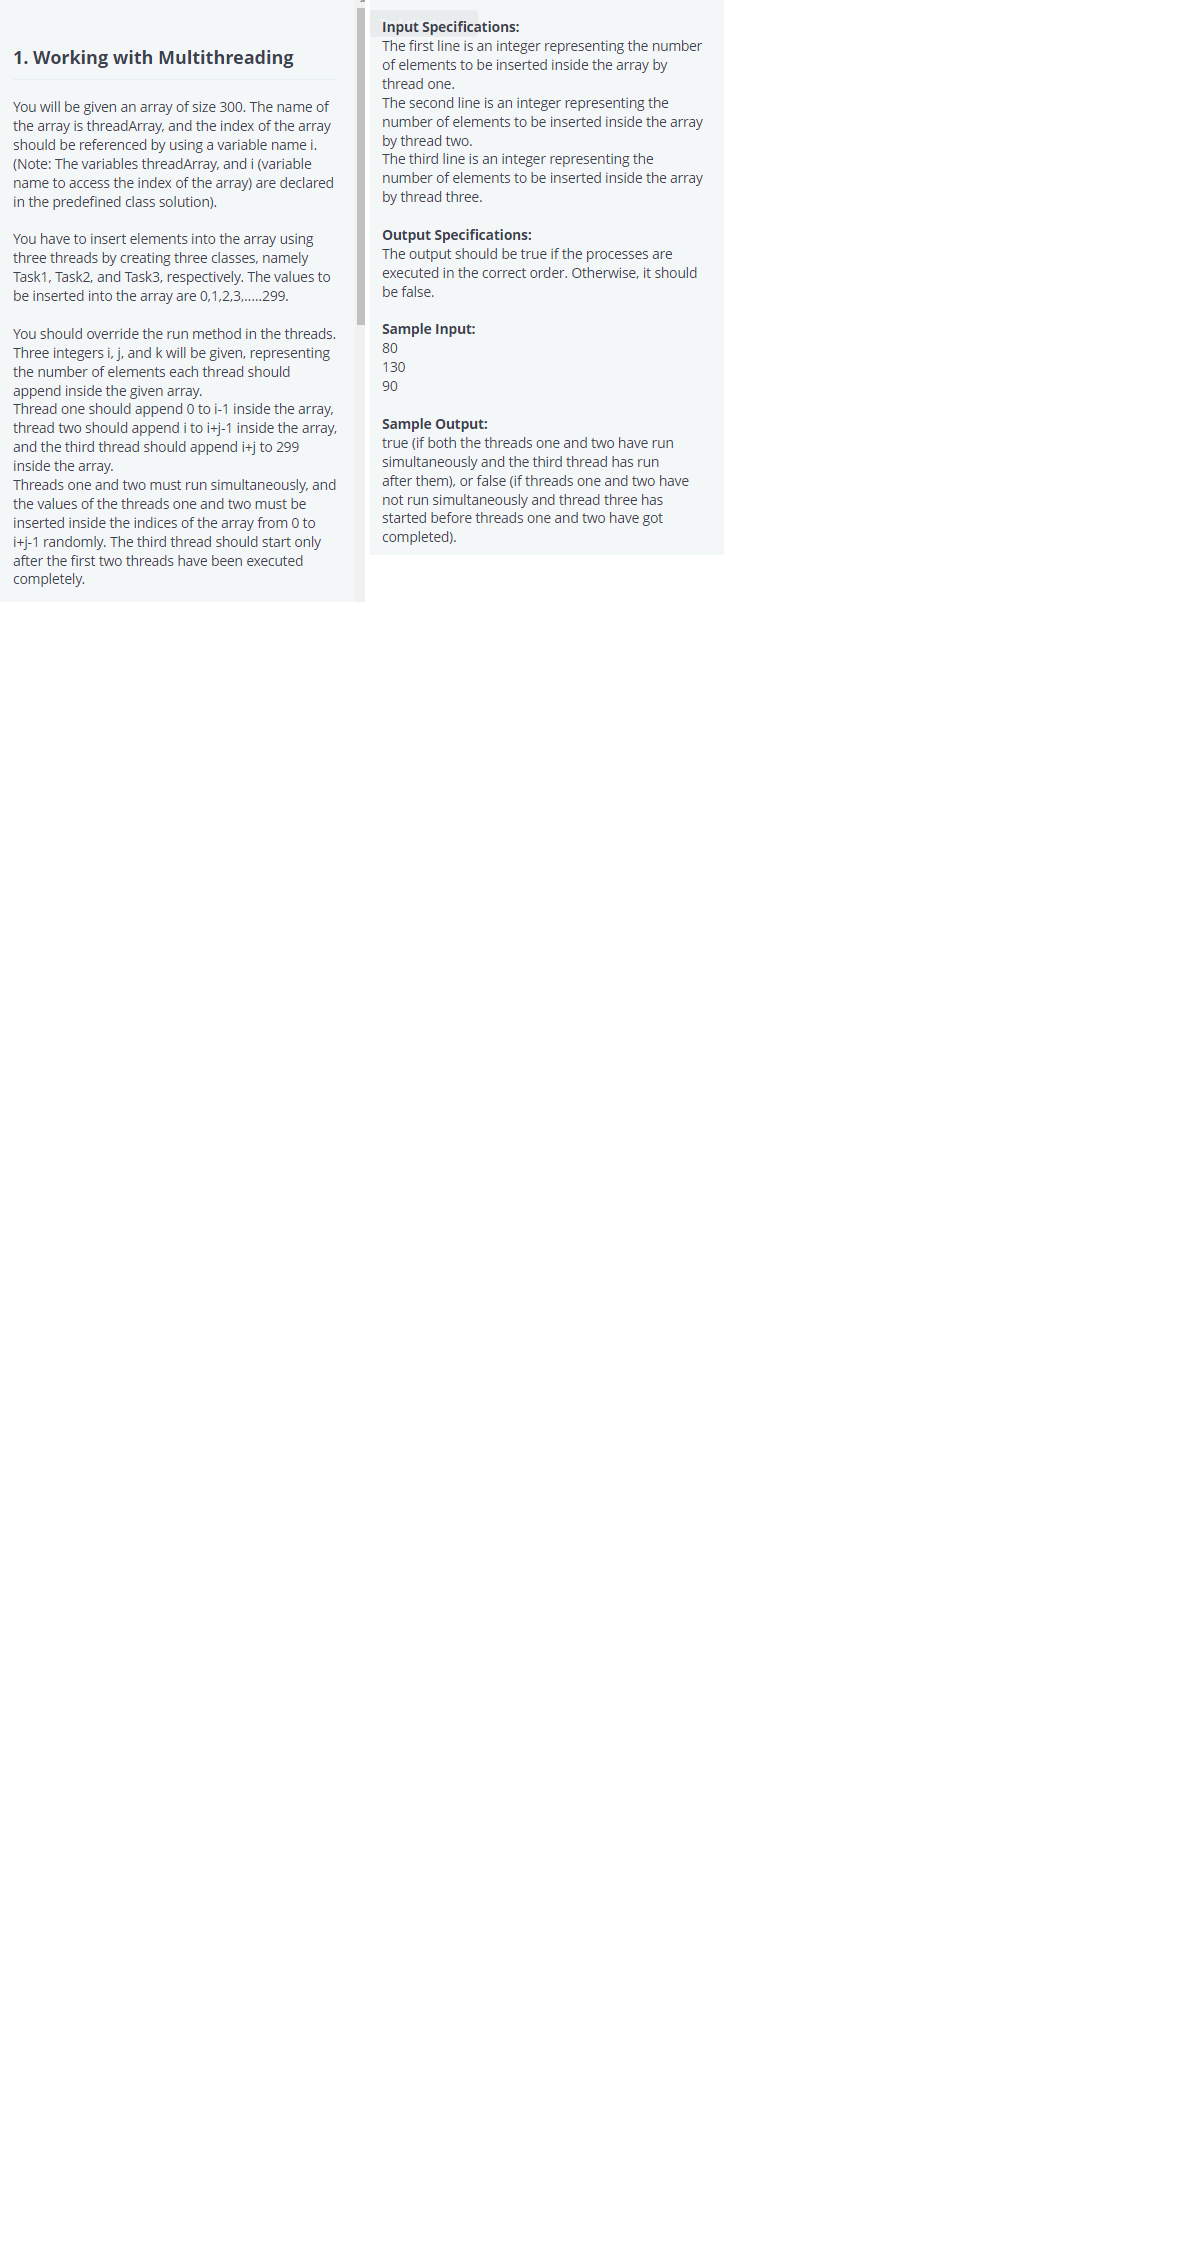 1. Working with Multithreading
You will be given an array of size 300. The name of
the array is threadArray, and the index of the array
should be referenced by using a variable name i.
(Note: The variables threadArray, and i (variable
name to access the index of the array) are declared
in the predefined class solution).
You have to insert elements into the array using
three threads by creating three classes, namely
Task1, Task2, and Task3, respectively. The values to
be inserted into the array are 0,1,2,3,.....299.
You should override the run method in the threads.
Three integers i, j, and k will be given, representing
the number of elements each thread should
append inside the given array.
Thread one should append 0 to i-1 inside the array,
thread two should append i to i+j-1 inside the array,
and the third thread should append i+j to 299
inside the array.
Threads one and two must run simultaneously, and
the values of the threads one and two must be
inserted inside the indices of the array from 0 to
i+j-1 randomly. The third thread should start only
after the first two threads have been executed
completely.
Input Specifications:
The first line is an integer representing the number
of elements to be inserted inside the array by
thread one.
The second line is an integer representing the
number of elements to be inserted inside the array
by thread two.
The third line is an integer representing the
number of elements to be inserted inside the array
by thread three.
Output Specifications:
The output should be true if the processes are
executed in the correct order. Otherwise, it should
be false.
Sample Input:
80
130
90
Sample Output:
true (if both the threads one and two have run
simultaneously and the third thread has run
after them), or false (if threads one and two have
not run simultaneously and thread three has
started before threads one and two have got
completed).